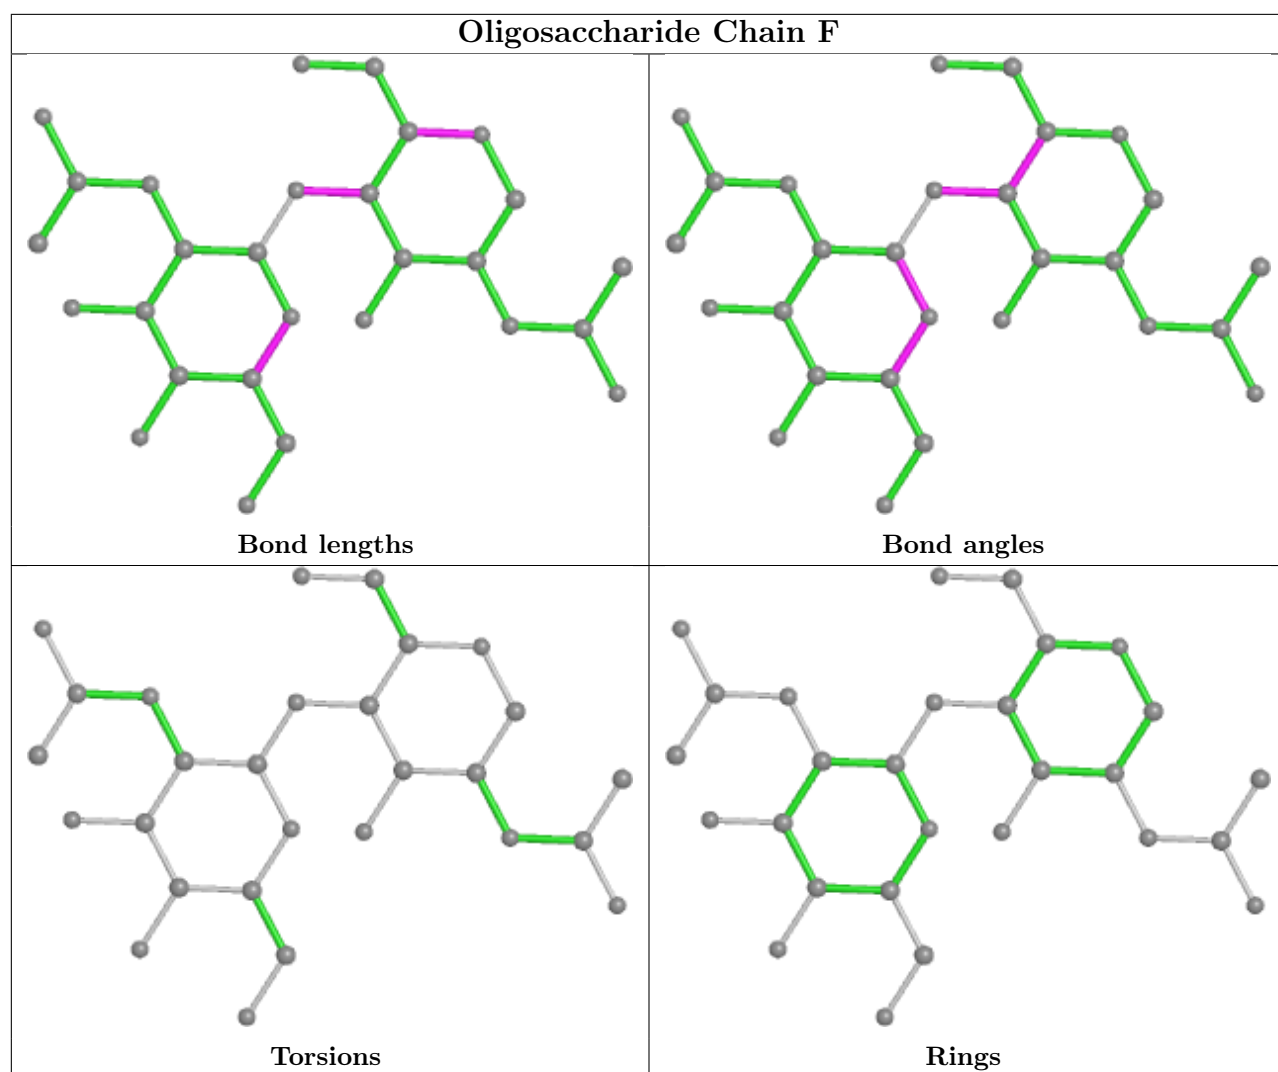 Oligosaccharide Chain F
Bond lengths
Bond angles
Torsions
Rings